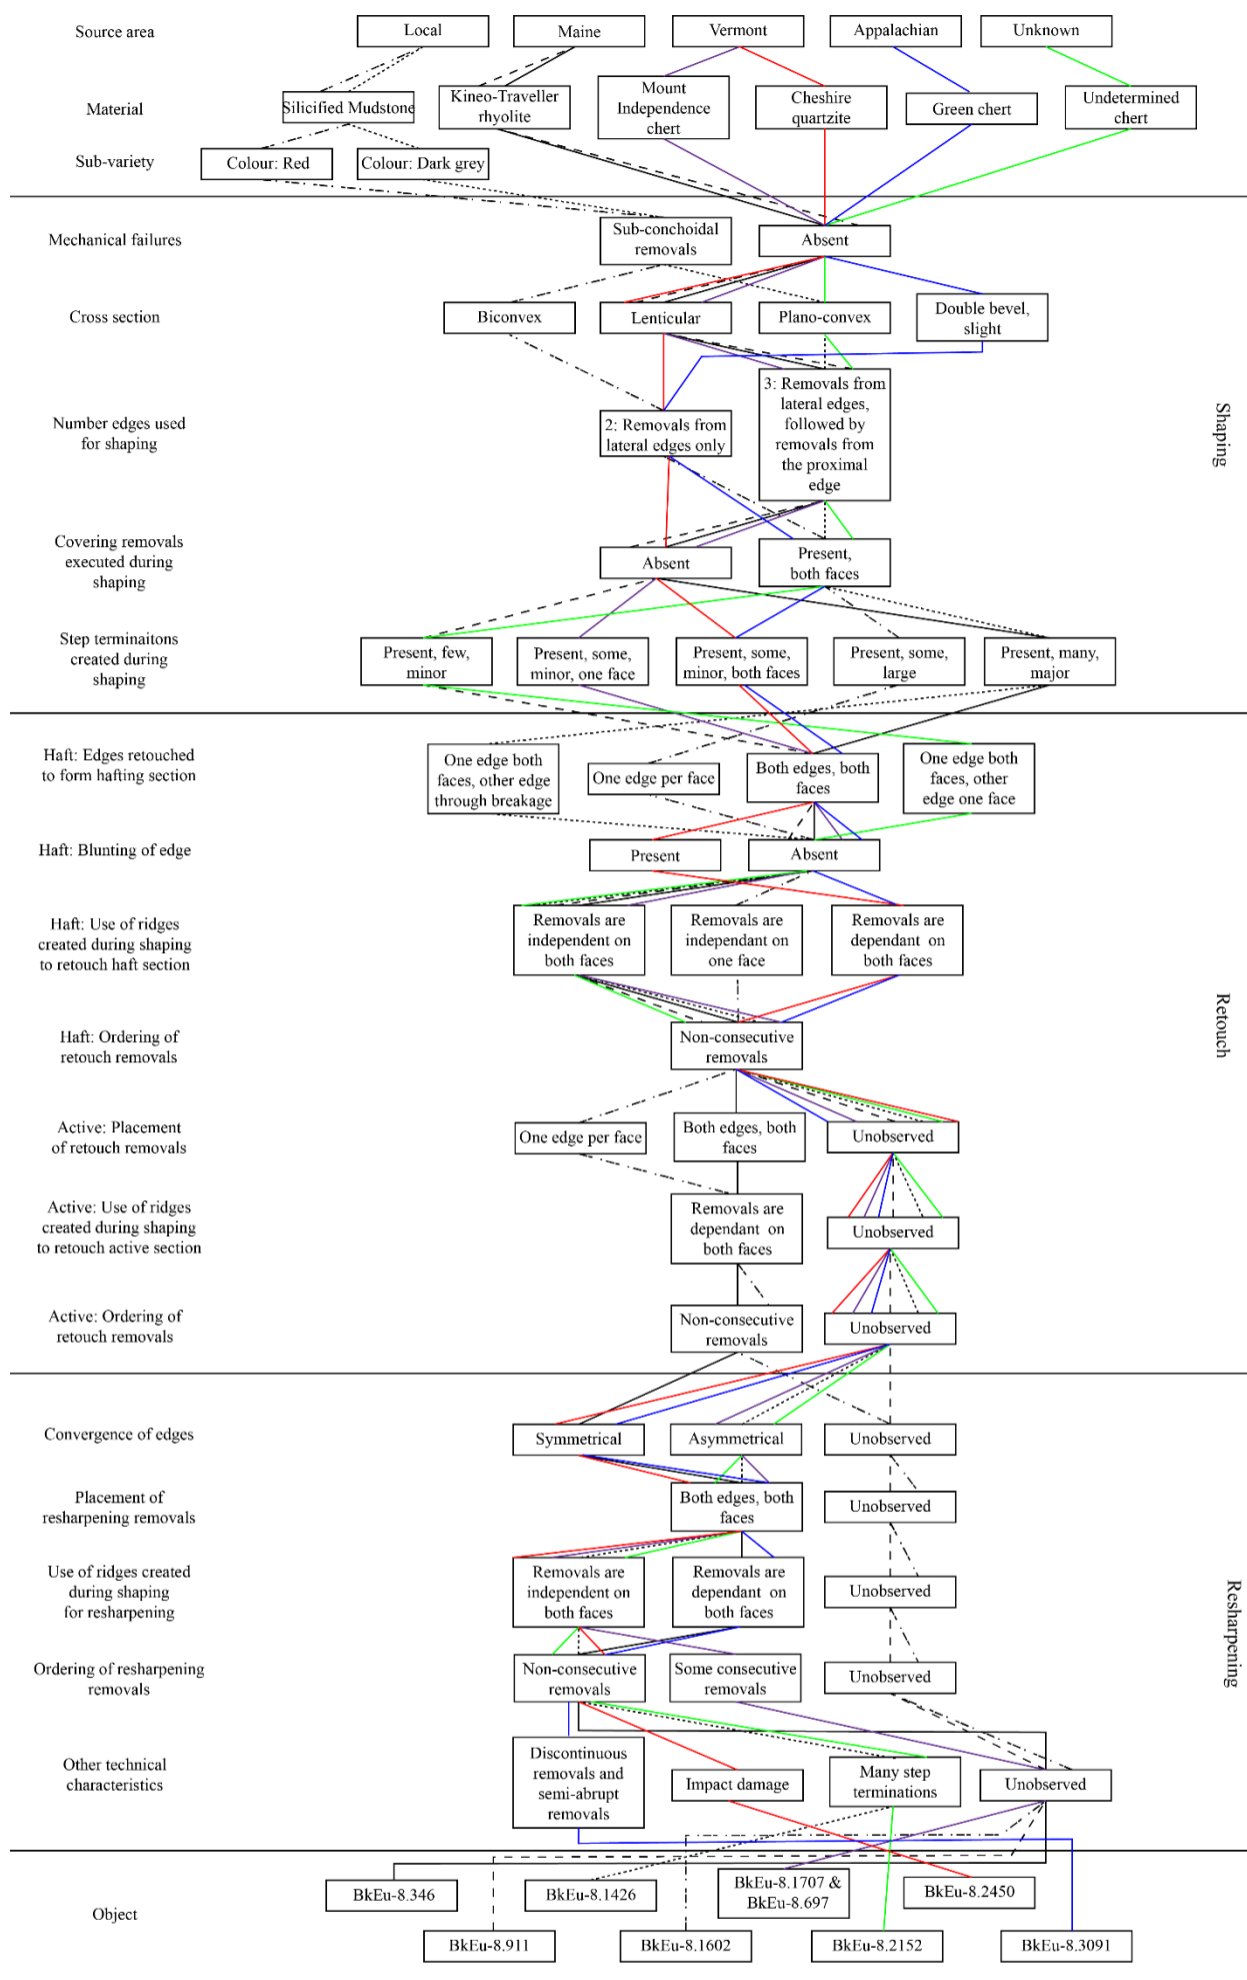 Source area
Local
Maine
Vermont
Appalachian
Unknown
Material
Silicified Mudstone
Kineo-Traveller
rhyolite
Mount
Independence
chert
Cheshire
quartzite
Green chert
Undetermined
chert
Sub-variety
Colour: Red
Colour: Dark grey
Shaping
Mechanical failures
Sub-conchoidal
removals
Absent
Cross section
Biconvex
Lenticular
Plano-convex
Double bevel,
slight
Number edges used
for shaping
2: Removals from
lateral edges only
3: Removals from
lateral edges,
followed by
removals from
the proximal
edge
Covering removals
executed during
shaping
Absent
Present,
both faces
Step terminaitons
created during
shaping
Present, few,
minor
Present, some,
minor, one face
Present, some,
minor, both faces
Present, some,
large
Present, many,
major
Retouch
Haft: Edges retouched
to form hafting section
One edge both
faces, other edge
through breakage
One edge per face
Both edges, both
faces
One edge both
faces, other
edge one face
Haft: Blunting of edge
Present
Absent
Haft: Use of ridges
created during shaping
to retouch haft section
Removals are
independent on
both faces
Removals are
independant on
one face
Removals are
dependant on
both faces
Haft: Ordering of
retouch removals
Non-consecutive
removals
Active: Placement
of retouch removals
One edge per face
Both edges, both
faces
Unobserved
Active: Use of ridges
created during shaping
to retouch active section
Removals are
dependant on
both faces
Unobserved
Active: Ordering of
retouch removals
Non-consecutive
removals
Unobserved
Resharpening
Convergence of edges
Symmetrical
Asymmetrical
Unobserved
Placement of
resharpening removals
Both edges, both
faces
Unobserved
Use of ridges created
during shaping
for resharpening
Removals are
independent on
both faces
Removals are
dependant on
both faces
Unobserved
Ordering of resharpening
removals
Non-consecutive
removals
Some consecutive
removals
Unobserved
Other technical
characteristics
Discontinuous
removals and
semi-abrupt
removals
Impact damage
Many step
terminations
Unobserved
Object
BkEu-8.346
BkEu-8.1426
BkEu-8.1707 &
BkEu-8.697
BkEu-8.2450
BkEu-8.911
BkEu-8.1602
BkEu-8.2152
BkEu-8.3091